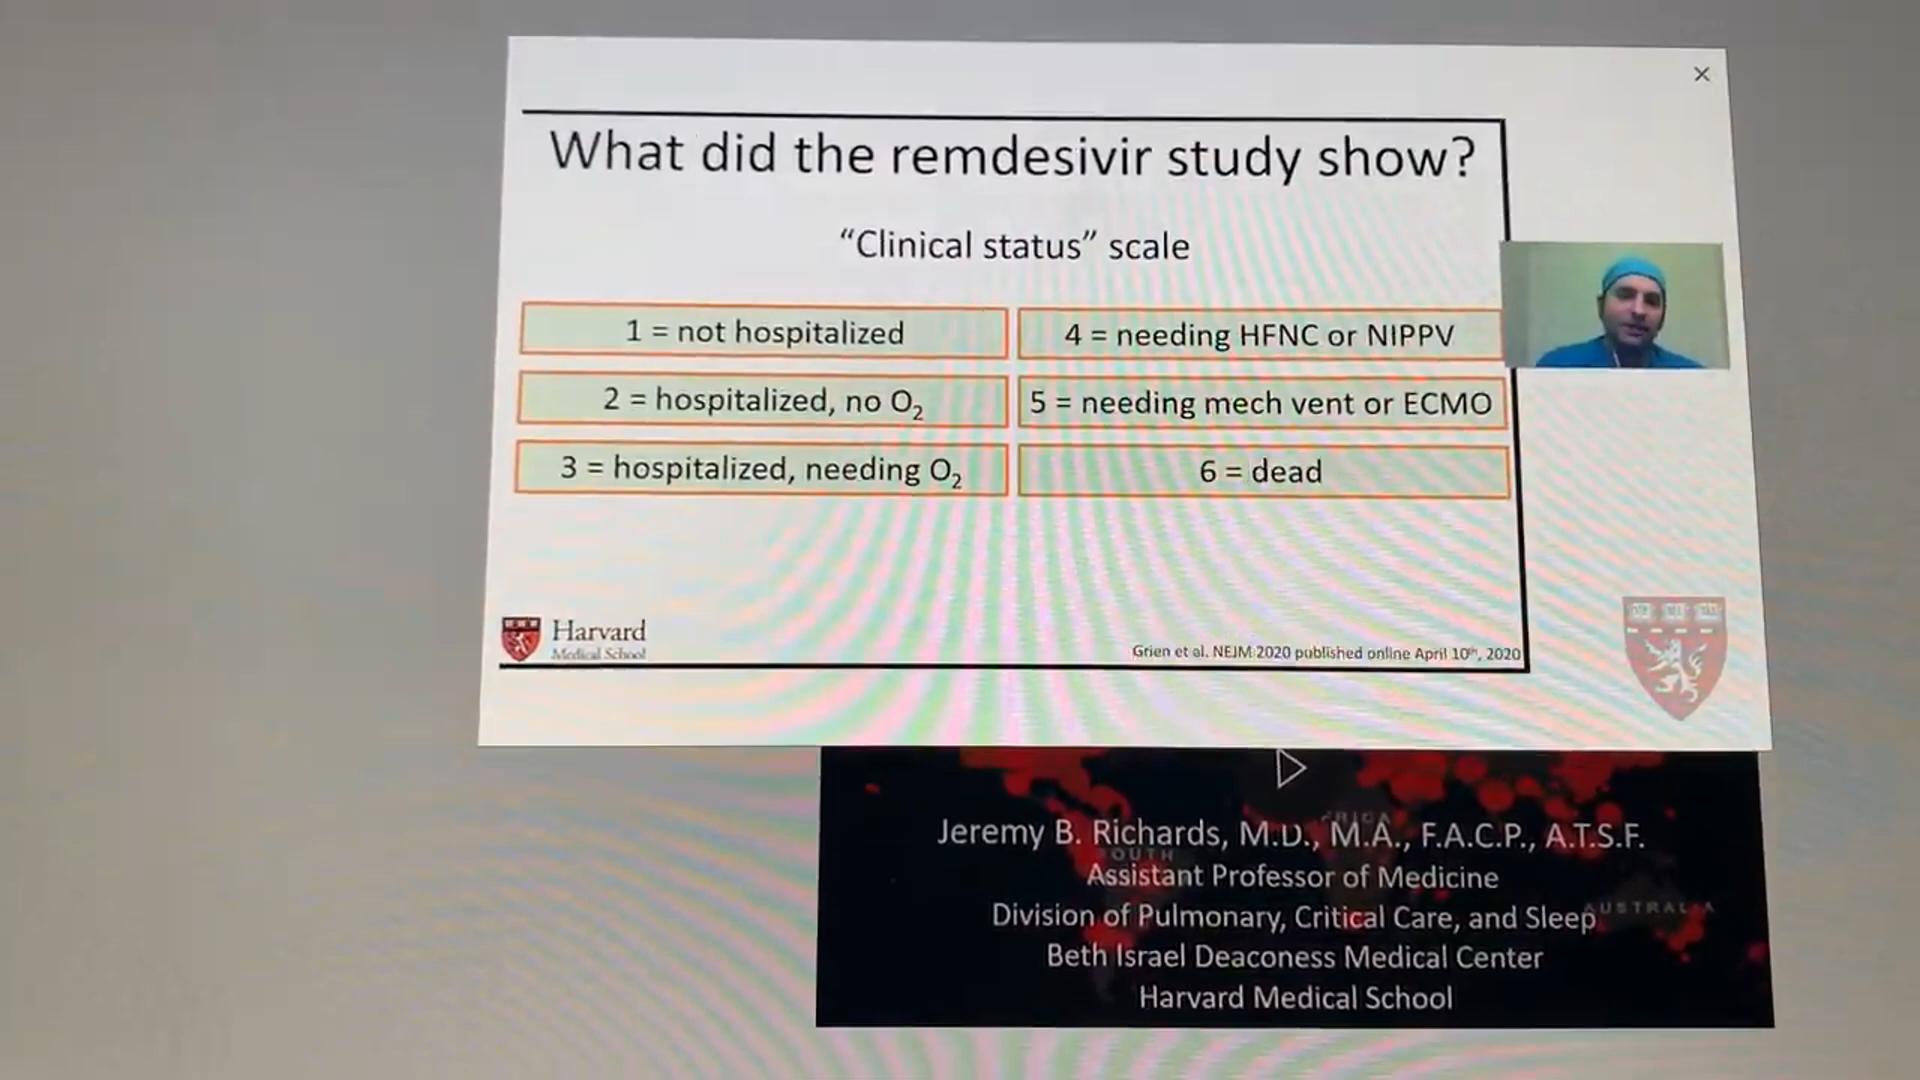 What did the remdesivir study show?
“Clinical status” scale
1 = not hospitalized
4 = needing HFNC or NIPPV
2 = hospitalized, no O₂
5 = needing mech vent or ECMO
3 = hospitalized, needing O₂
6 = dead
Harvard
Medical School
Grien et al. NEJM 2020 published online April 10th, 2020
Jeremy B. Richards, M.D., M.A., F.A.C.P., A.T.S.F.
Assistant Professor of Medicine
Division of Pulmonary, Critical Care, and Sleep
AUSTRALIA
Beth Israel Deaconess Medical Center
Harvard Medical School